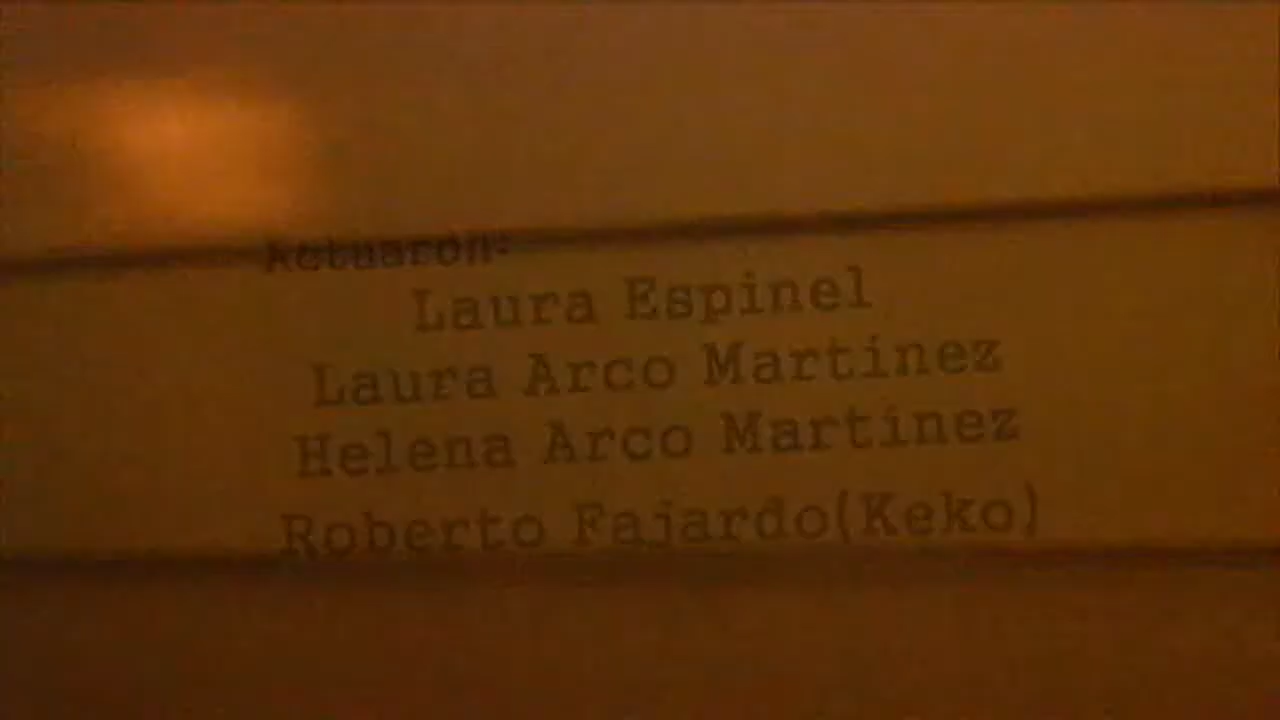 Actuaron:
Laura Espinel
Laura Arco Martinez
Helena Arco Martinez
Roberto Fajardo(Keko)